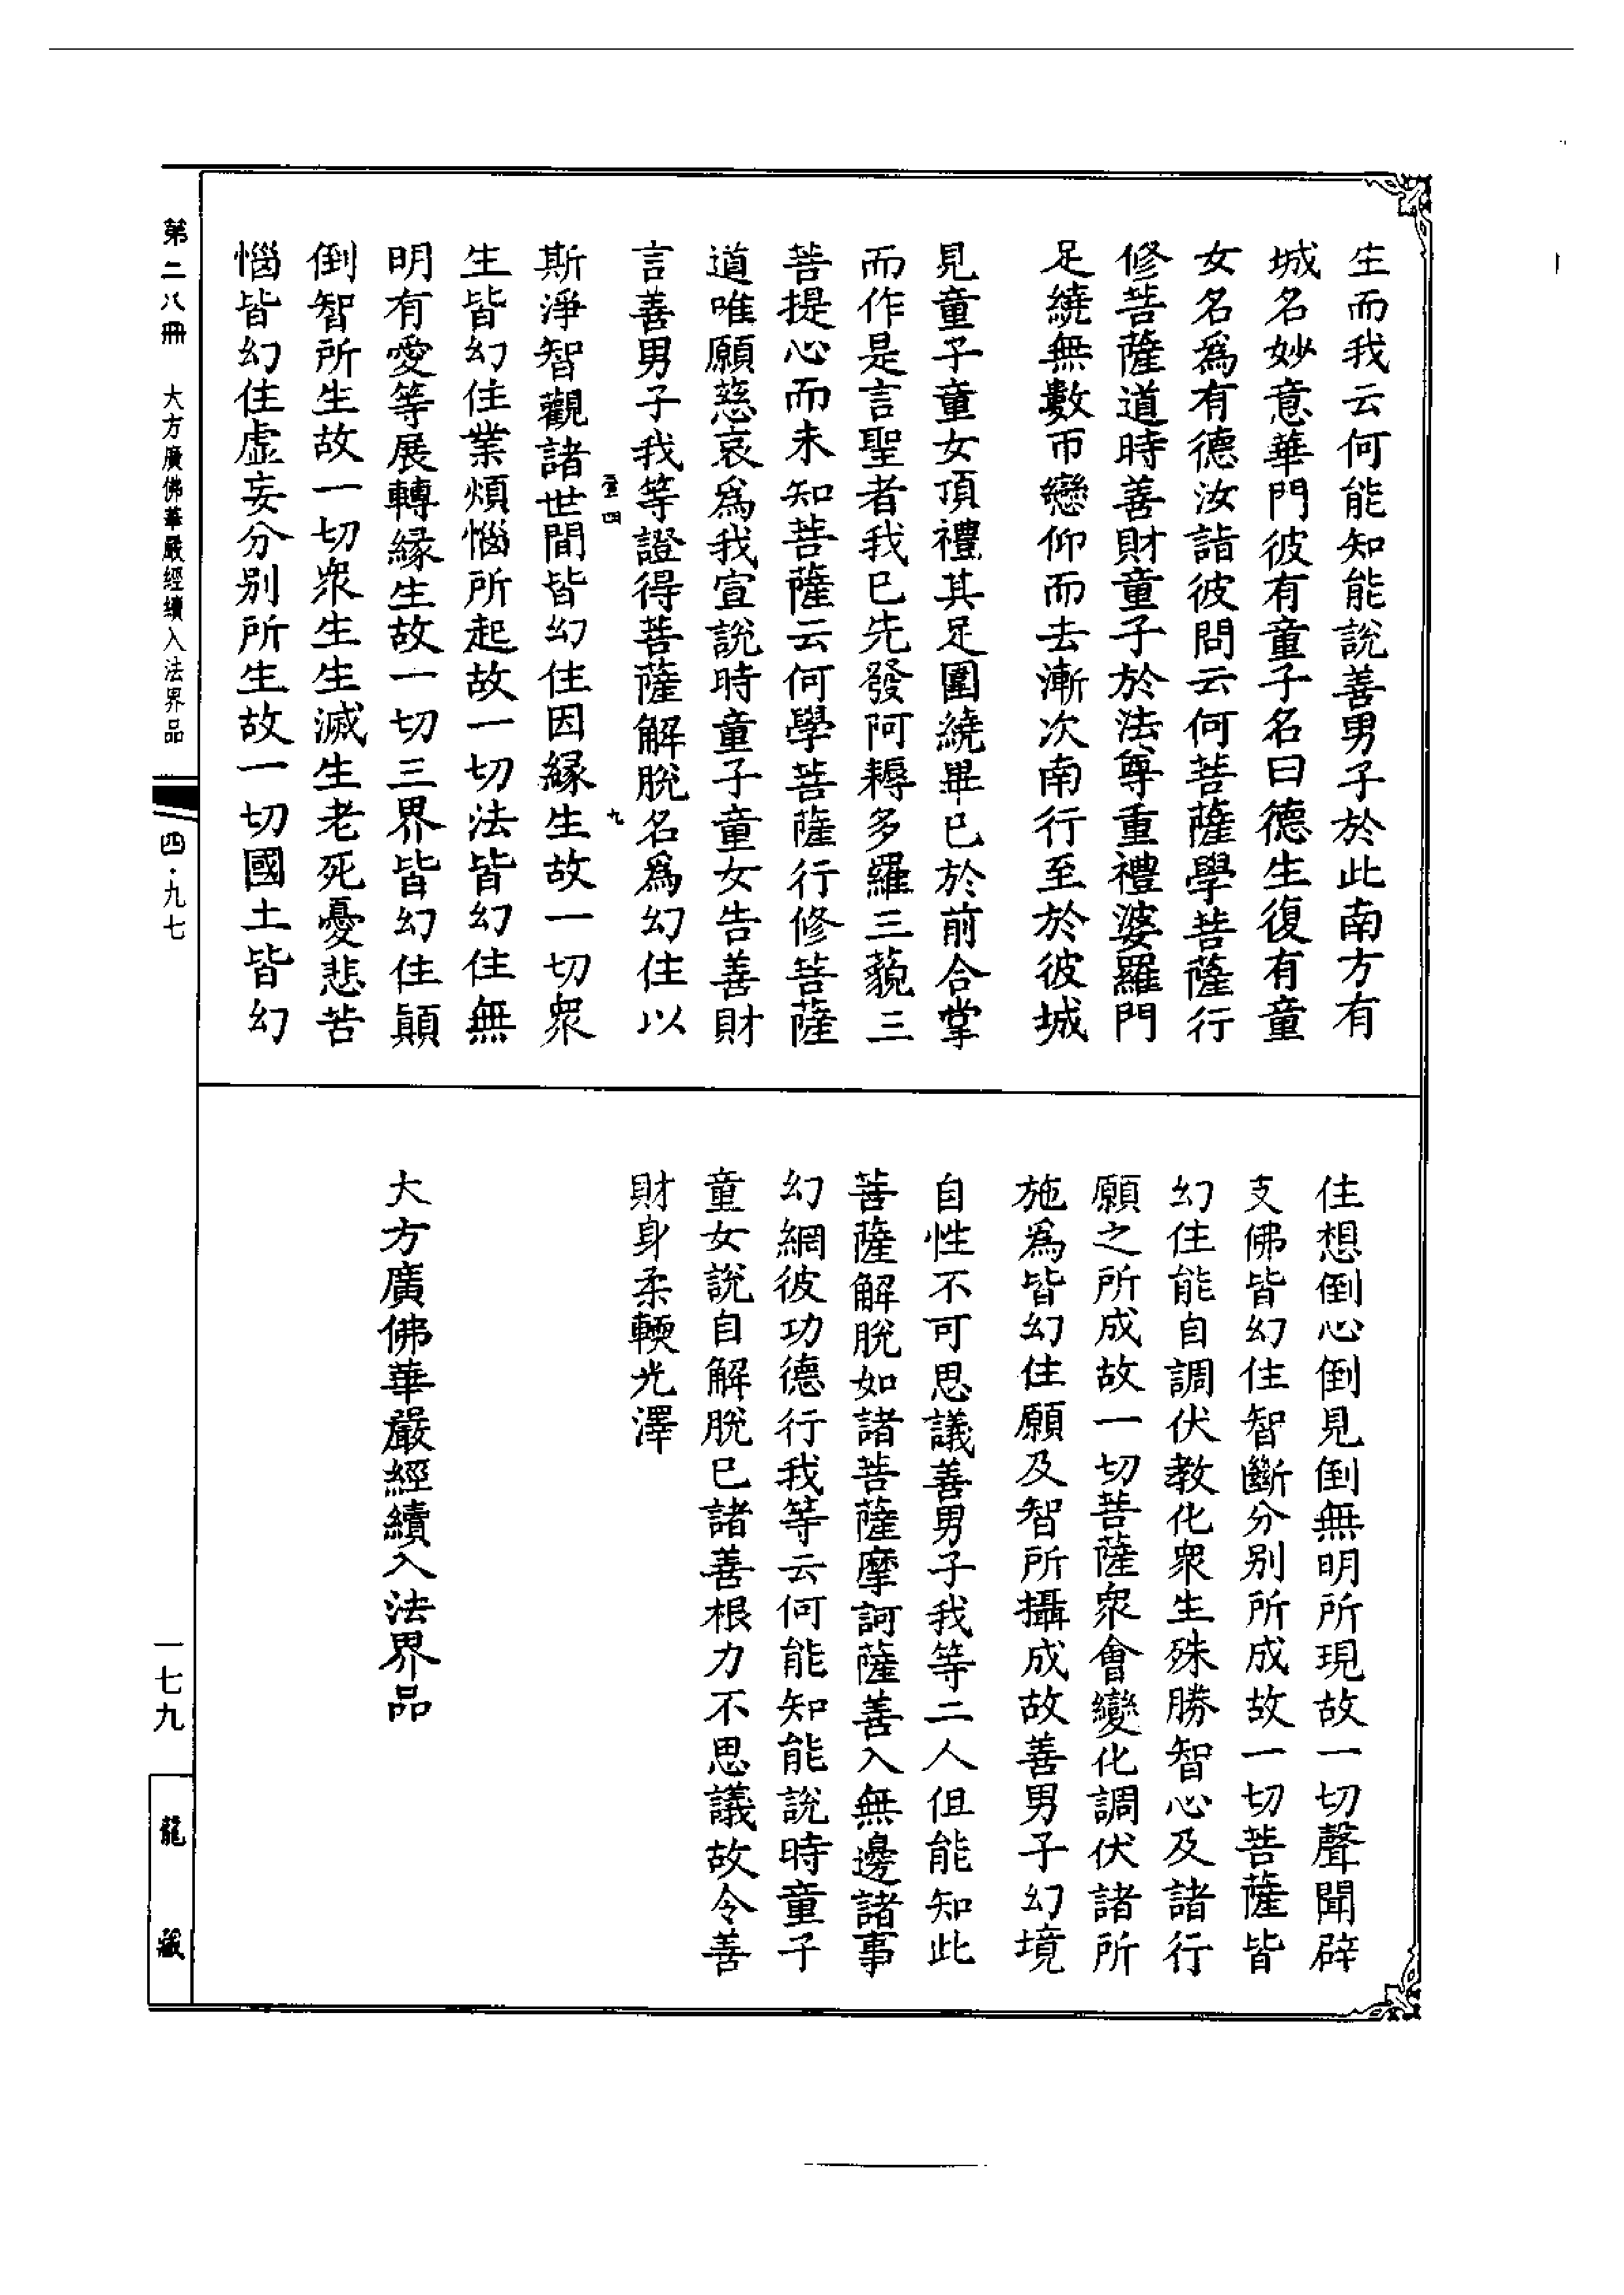 生而我云何能知能說善男子於此南方有
城名妙意華門彼有童子名曰德生復有童
女名爲有德汝詣彼問云何菩薩學菩薩行
修菩薩道時善財童子於法尊重禮婆羅門
足繞無數帀戀仰而去漸次南行至於彼城
見童子童女頂禮其足圍繞畢已於前合掌
而作是言聖者我已先發阿耨多羅三藐三
菩提心而未知菩薩云何學菩薩行修菩薩
道唯願慈哀爲我宣說時童子童女告善財
言善男子我等證得菩薩解脫名爲幻住以
斯淨智觀諸世間皆幻住因緣生故一切衆
生皆幻住業煩惱所起故一切法皆幻住無
明有愛等展轉緣生故一切三界皆幻住顚
倒智所生故一切衆生生滅生老死憂悲苦
惱皆幻住虛妄分別所生故一切國土皆幻
住想倒心倒見倒無明所現故一切聲聞辟
支佛皆幻住智斷分別所成故一切菩薩皆
幻住能自調伏教化衆生殊勝智心及諸行
願之所成故一切菩薩衆會變化調伏諸所
施爲皆幻住願及智所攝成故善男子幻境
自性不可思議善男子我等二人但能知此
菩薩解脫如諸菩薩摩訶薩善入無邊諸事
幻網彼功德行我等云何能知能說時童子
童女說自解脫已諸善根力不思議故令善
財身柔輭光澤
大方廣佛華嚴經續入法界品
第二八冊 大方廣佛華嚴經續入法界品
四·九七
一七九
龍藏
四
九